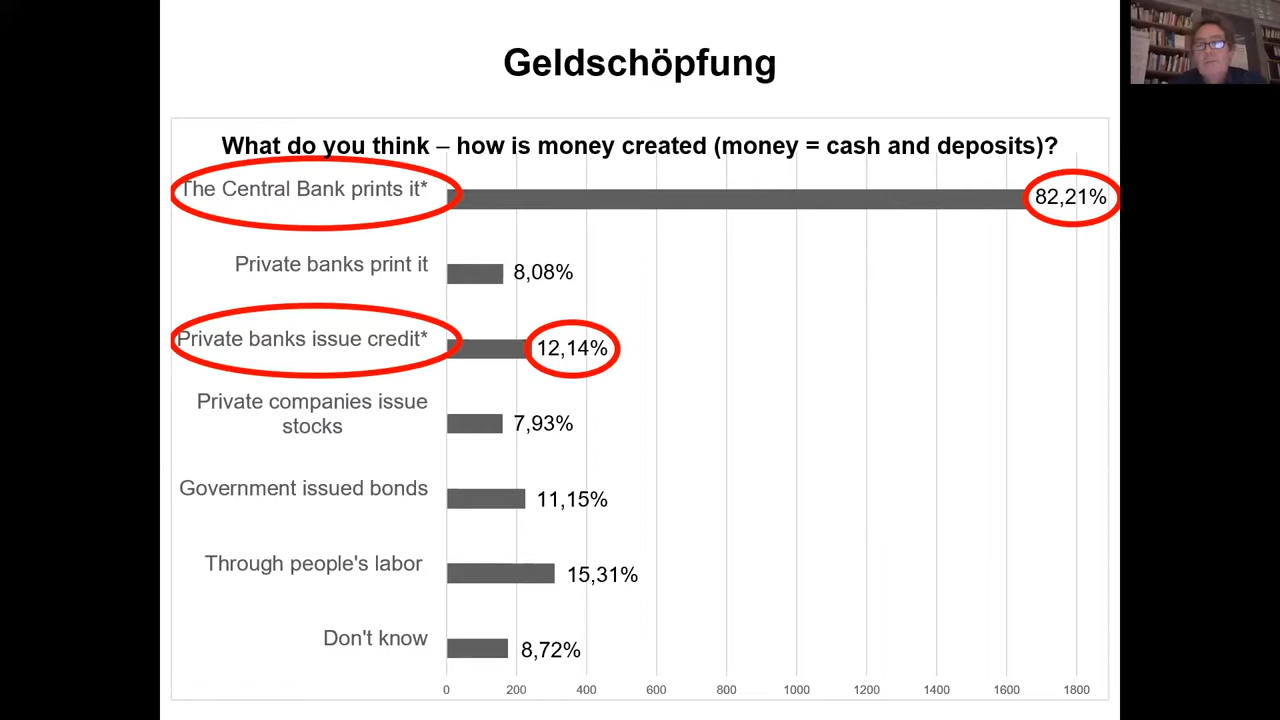 Geldschöpfung
What do you think – how is money created (money = cash and deposits)?
The Central Bank prints it*
82,21%
Private banks print it
8,08%
Private banks issue credit*
12,14%
Private companies issue
stocks
7,93%
Government issued bonds
11,15%
Through people's labor
15,31%
Don't know
8,72%
0 200 400 600 800 1000 1200 1400 1600 1800